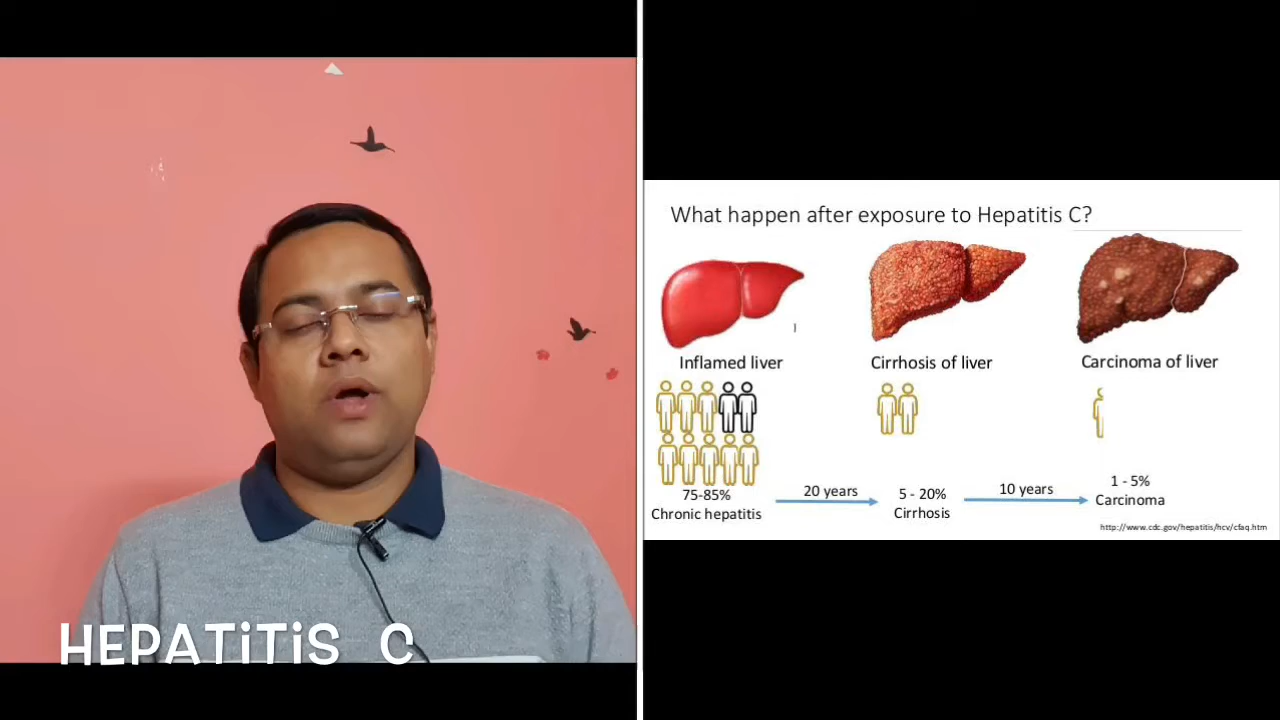 HEPATiTiS C
What happen after exposure to Hepatitis C?
Inflamed liver
Cirrhosis of liver
Carcinoma of liver
75-85%
Chronic hepatitis
20 years
5 - 20%
Cirrhosis
10 years
1 - 5%
Carcinoma
http://www.cdc.gov/hepatitis/hcv/cfaq.htm